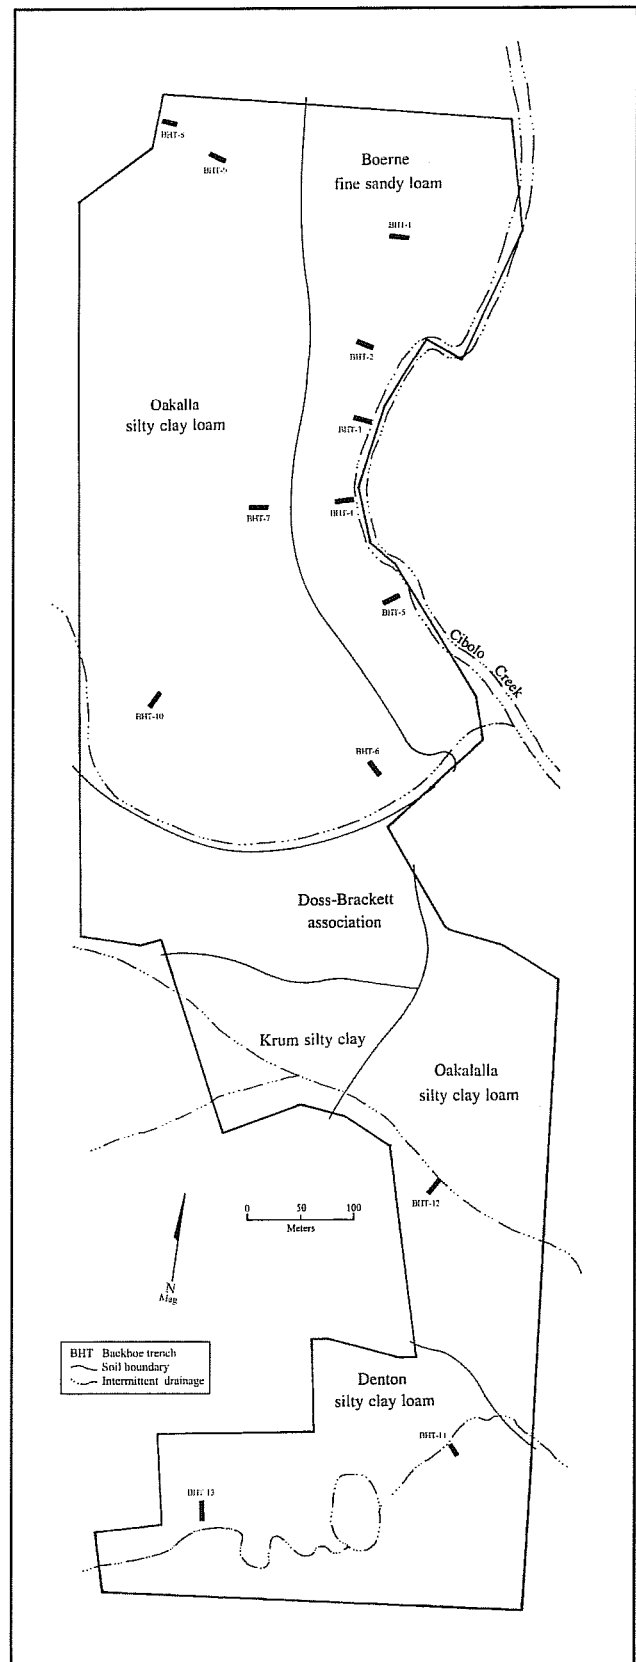 BHT-8
BHT-9
Boerne
fine sandy loam
BHT-1
BHT-2
Oakalla
silty clay loam
BHT-3
BHT-7
BHT-4
BHT-5
Cibolo
Creek
BHT-10
BHT-6
Doss-Brackett
association
Krum silty clay
Oakalalla
silty clay loam
BHT-12
0 50 100
Meters
N
Mag
BHT Backhoe trench
Soil boundary
Intermittent drainage
Denton
silty clay loam
BHT-11
BHT-13